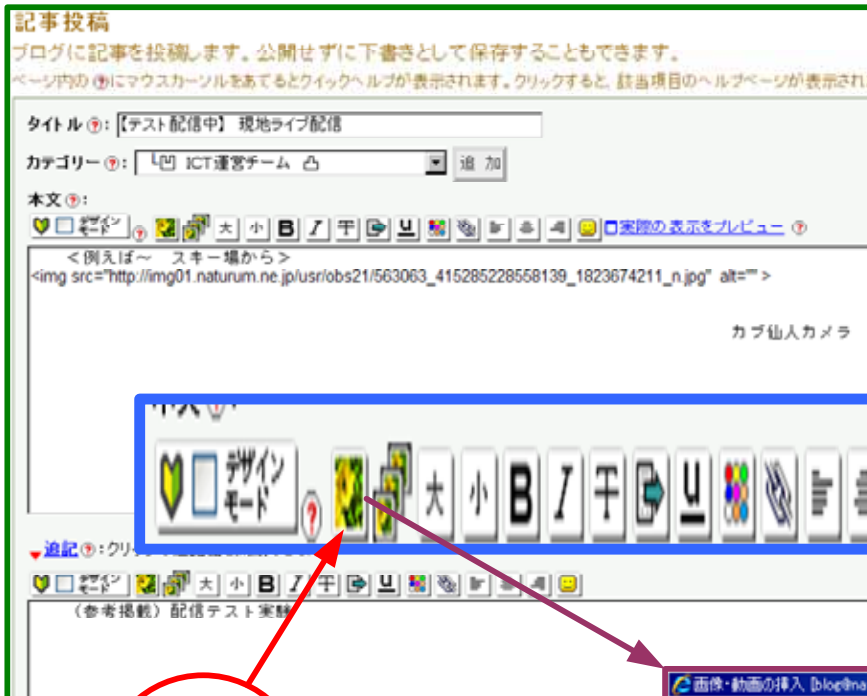 記事投稿
ブログに記事を投稿します。公開せずに下書きとして保存することもできます。
ページ内の?にマウスカーソルをあてるとクイックヘルプが表示されます。クリックすると、該当項目のヘルプページが表示され
タイトル?:【テスト配信中】 現地ライブ配信
カテゴリー?: └凹 ICT運営チーム 凸 追加
本文?:
デザインモード ? 大 小 B I 干 U 実際の表示をプレビュー ?
＜例えば～ スキー場から＞
<img src="http://img01.naturum.ne.jp/usr/obs21/563063_415285228558139_1823674211_n.jpg" alt="" >
カブ仙人カメラ
デザイン
モード ? 大 小 B I 干 U
追記?:クリ
デザインモード 大 小 B I 干 U
（参考掲載）配信テスト実験
画像・動画の挿入 [blog@na